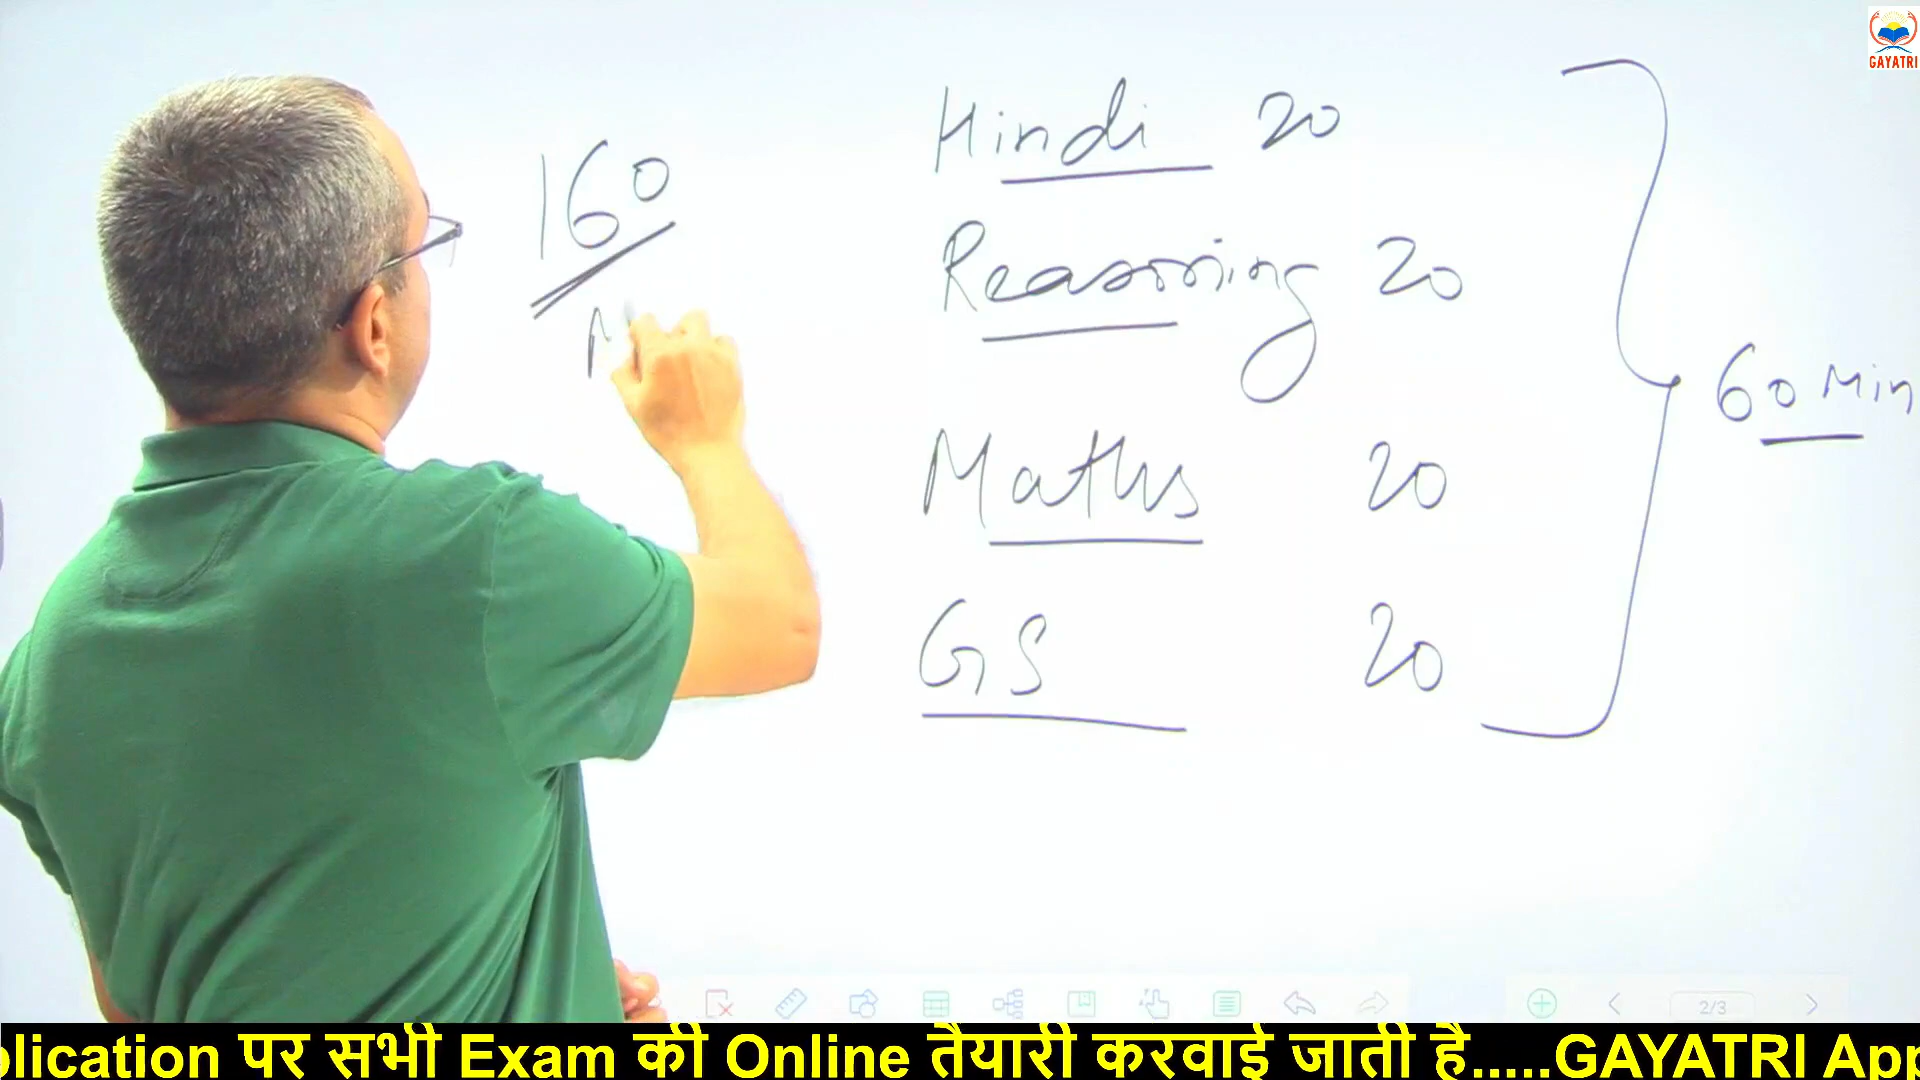 GAYATRI
160
Hindi 20
Reasoning 20
Maths 20
GS 20
60 Min
2/3
plication पर सभी Exam की Online तैयारी करवाई जाती है.....GAYATRI App